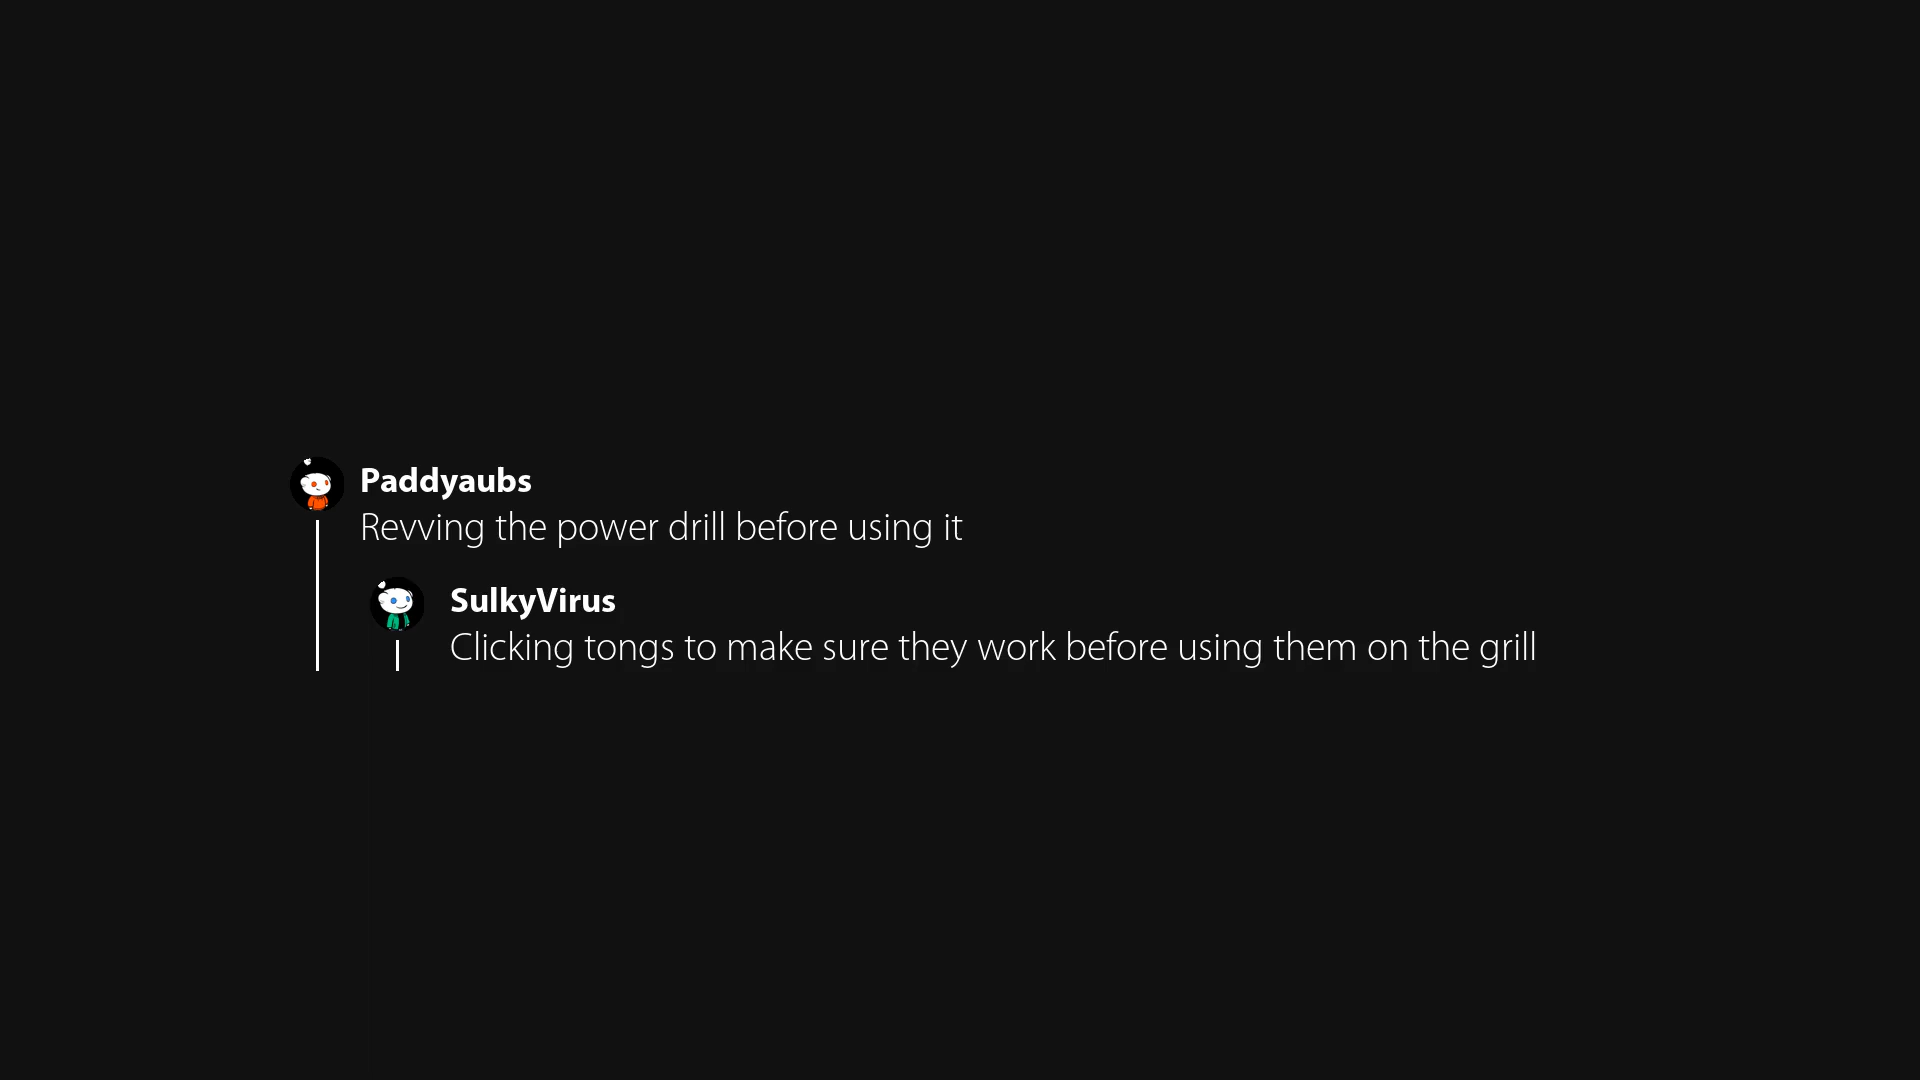 Paddyaubs
Revving the power drill before using it
SulkyVirus
Clicking tongs to make sure they work before using them on the grill